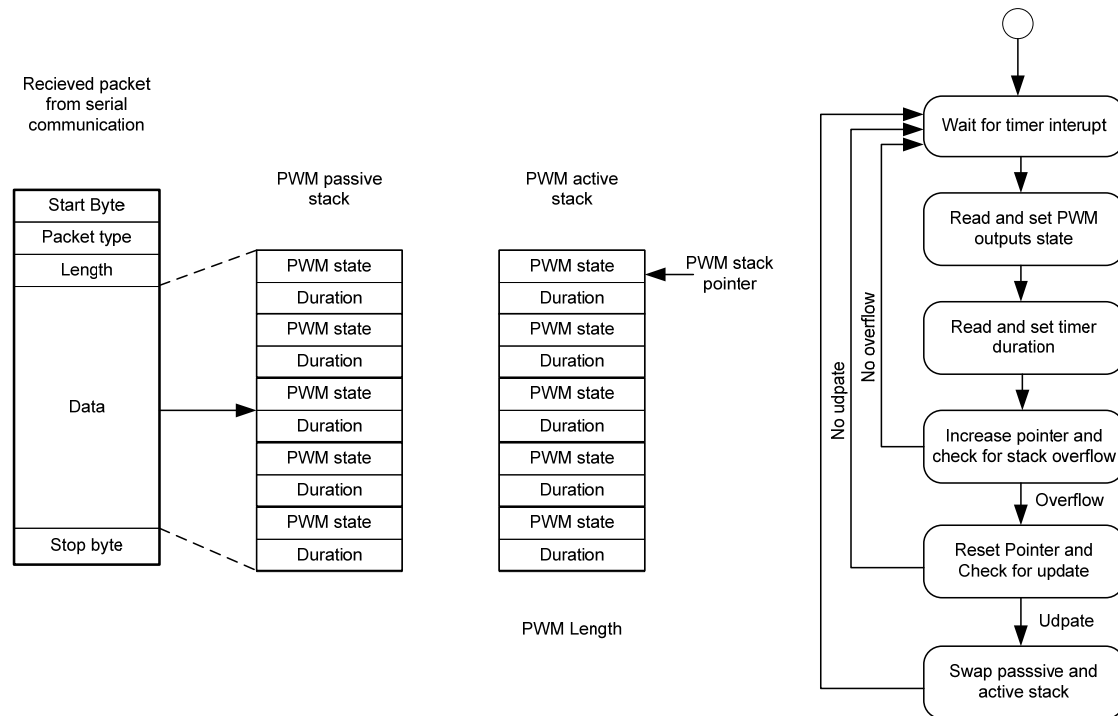 Recieved packet
from serial
communication
Start Byte
Packet type
Length
Data
Stop byte
PWM passive
stack
PWM state
Duration
PWM state
Duration
PWM state
Duration
PWM state
Duration
PWM state
Duration
PWM active
stack
PWM state
Duration
PWM state
Duration
PWM state
Duration
PWM state
Duration
PWM state
Duration
PWM stack
pointer
PWM Length
Wait for timer interupt
Read and set PWM
outputs state
Read and set timer
duration
Increase pointer and
check for stack overflow
Overflow
Reset Pointer and
Check for update
Udpate
Swap passsive and
active stack
No udpate
No overflow